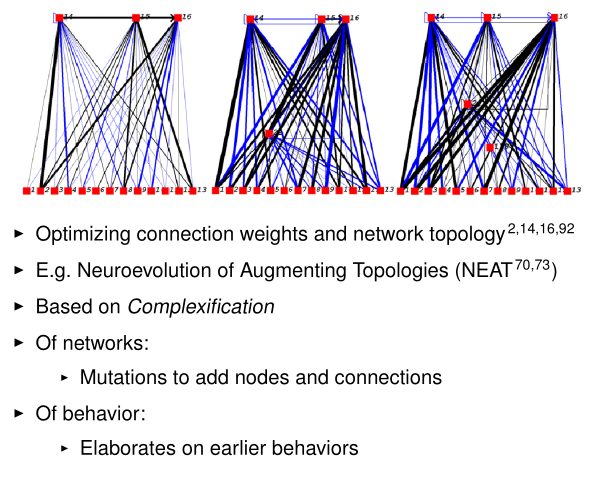 14 15 16 14 15 16 14 15 16
1 2 3 4 5 6 7 8 9 1 1 1 13 1 2 3 4 5 6 7 8 9 1 1 1 13 1 2 3 4 5 6 7 8 9 1 1 1 13
► Optimizing connection weights and network topology2,14,16,92
► E.g. Neuroevolution of Augmenting Topologies (NEAT70,73)
► Based on Complexification
► Of networks:
► Mutations to add nodes and connections
► Of behavior:
► Elaborates on earlier behaviors